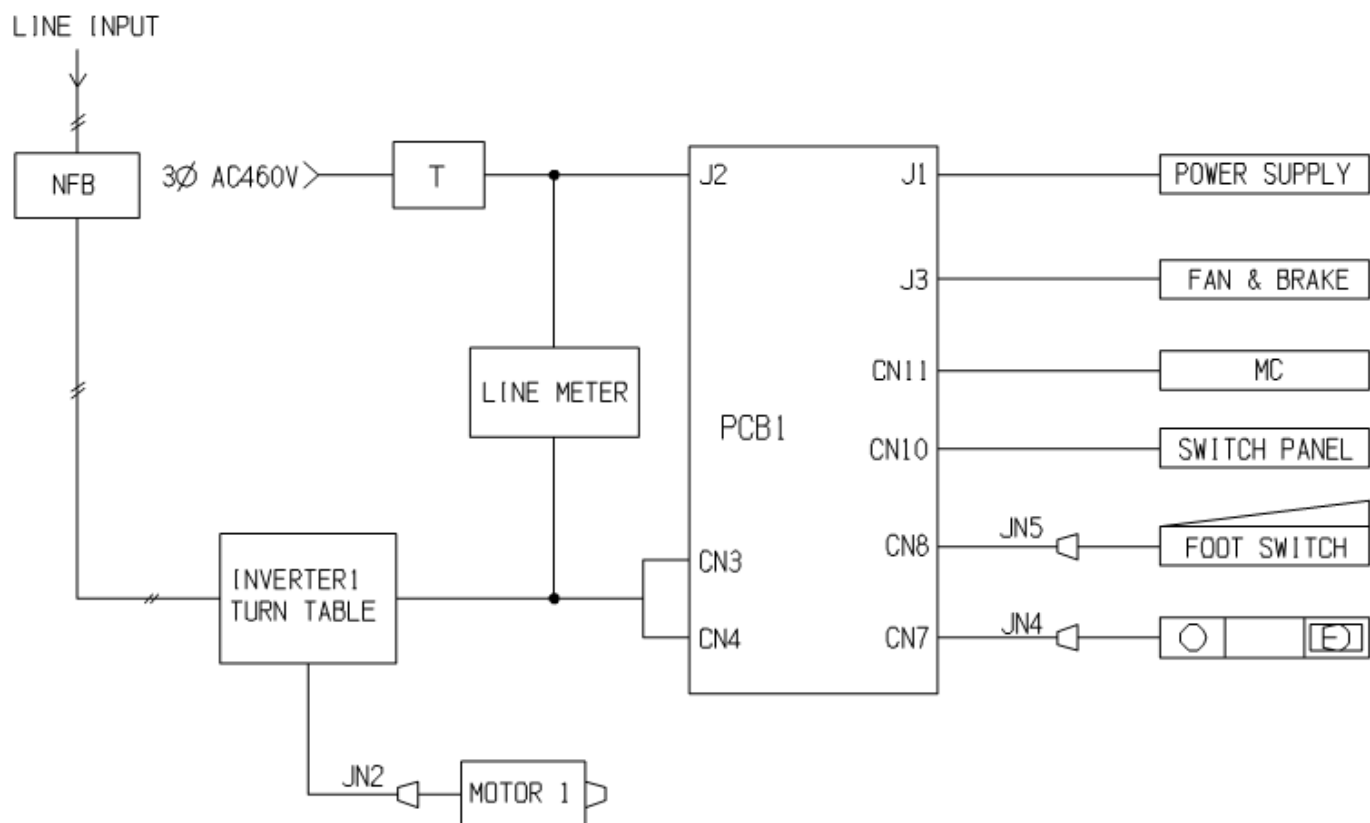 LINE INPUT
NFB
3Ø AC460V
T
J2
J1
POWER SUPPLY
J3
FAN & BRAKE
LINE METER
CN11
MC
PCB1
CN10
SWITCH PANEL
INVERTER1
TURN TABLE
CN3
CN8
JN5
FOOT SWITCH
CN4
CN7
JN4
E
JN2
MOTOR 1